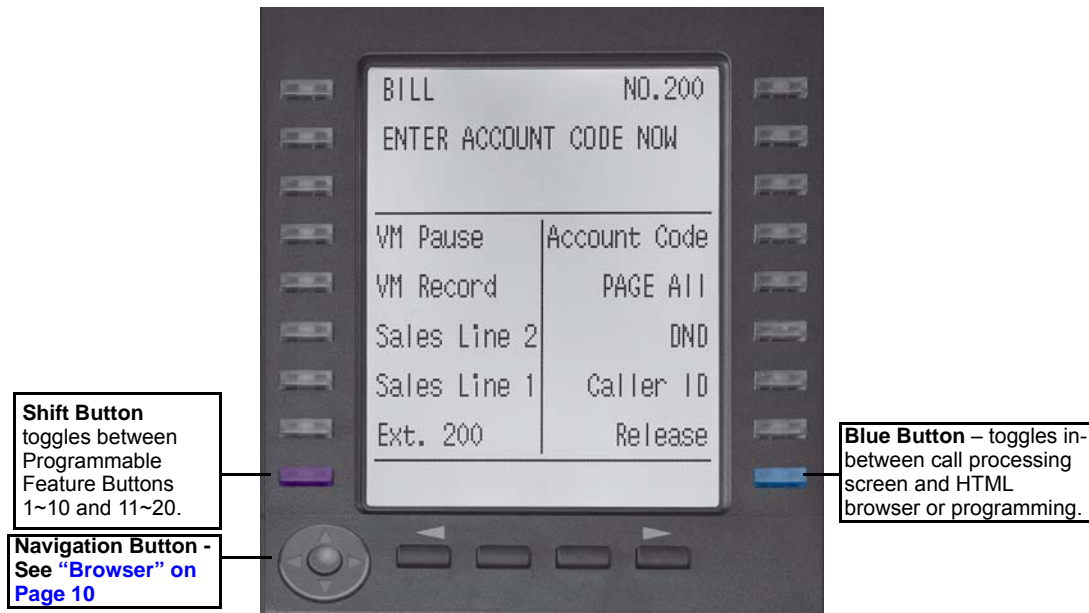 BILL NO.200
ENTER ACCOUNT CODE NOW
VM Pause Account Code
VM Record PAGE All
Sales Line 2 DND
Sales Line 1 Caller ID
Ext. 200 Release
Shift Button
toggles between
Programmable
Feature Buttons
1~10 and 11~20.
Navigation Button -
See "Browser" on
Page 10
Blue Button – toggles in-
between call processing
screen and HTML
browser or programming.